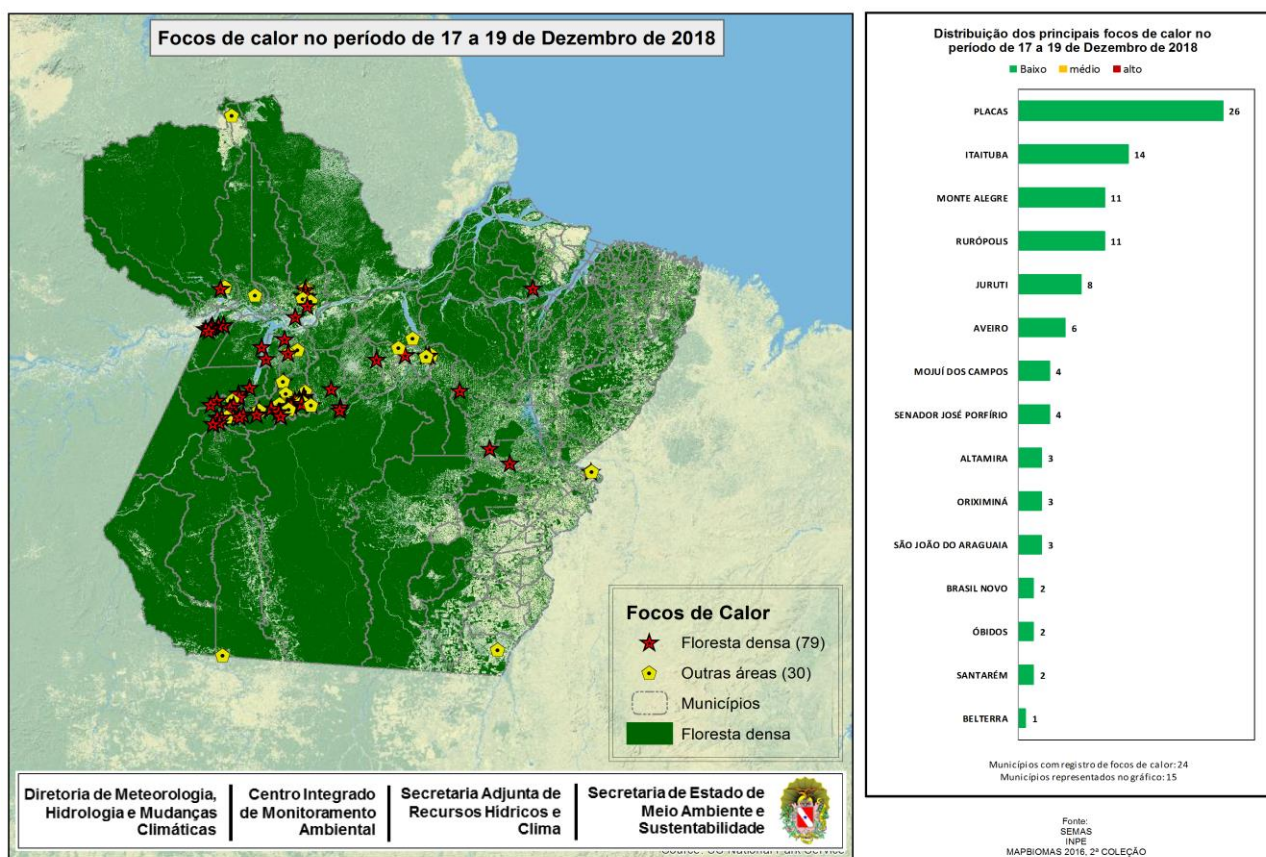 Focos de calor no período de 17 a 19 de Dezembro de 2018
Focos de Calor
Floresta densa (79)
Outras áreas (30)
Municípios
Floresta densa
Diretoria de Meteorologia,
Hidrologia e Mudanças
Climáticas
Centro Integrado
de Monitoramento
Ambiental
Secretaria Adjunta de
Recursos Hídricos e
Clima
Secretaria de Estado de
Meio Ambiente e
Sustentabilidade
Source: US National Park Service
Distribuição dos principais focos de calor no
período de 17 a 19 de Dezembro de 2018
Baixo médio alto
PLACAS 26
ITAITUBA 14
MONTE ALEGRE 11
RURÓPOLIS 11
JURUTI 8
AVEIRO 6
MOJUÍ DOS CAMPOS 4
SENADOR JOSÉ PORFÍRIO 4
ALTAMIRA 3
ORIXIMINÁ 3
SÃO JOÃO DO ARAGUAIA 3
BRASIL NOVO 2
ÓBIDOS 2
SANTARÉM 2
BELTERRA 1
Municípios com registro de focos de calor: 24
Municípios representados no gráfico: 15
Fonte:
SEMAS
INPE
MAPBIOMAS 2016, 2ª COLEÇÃO